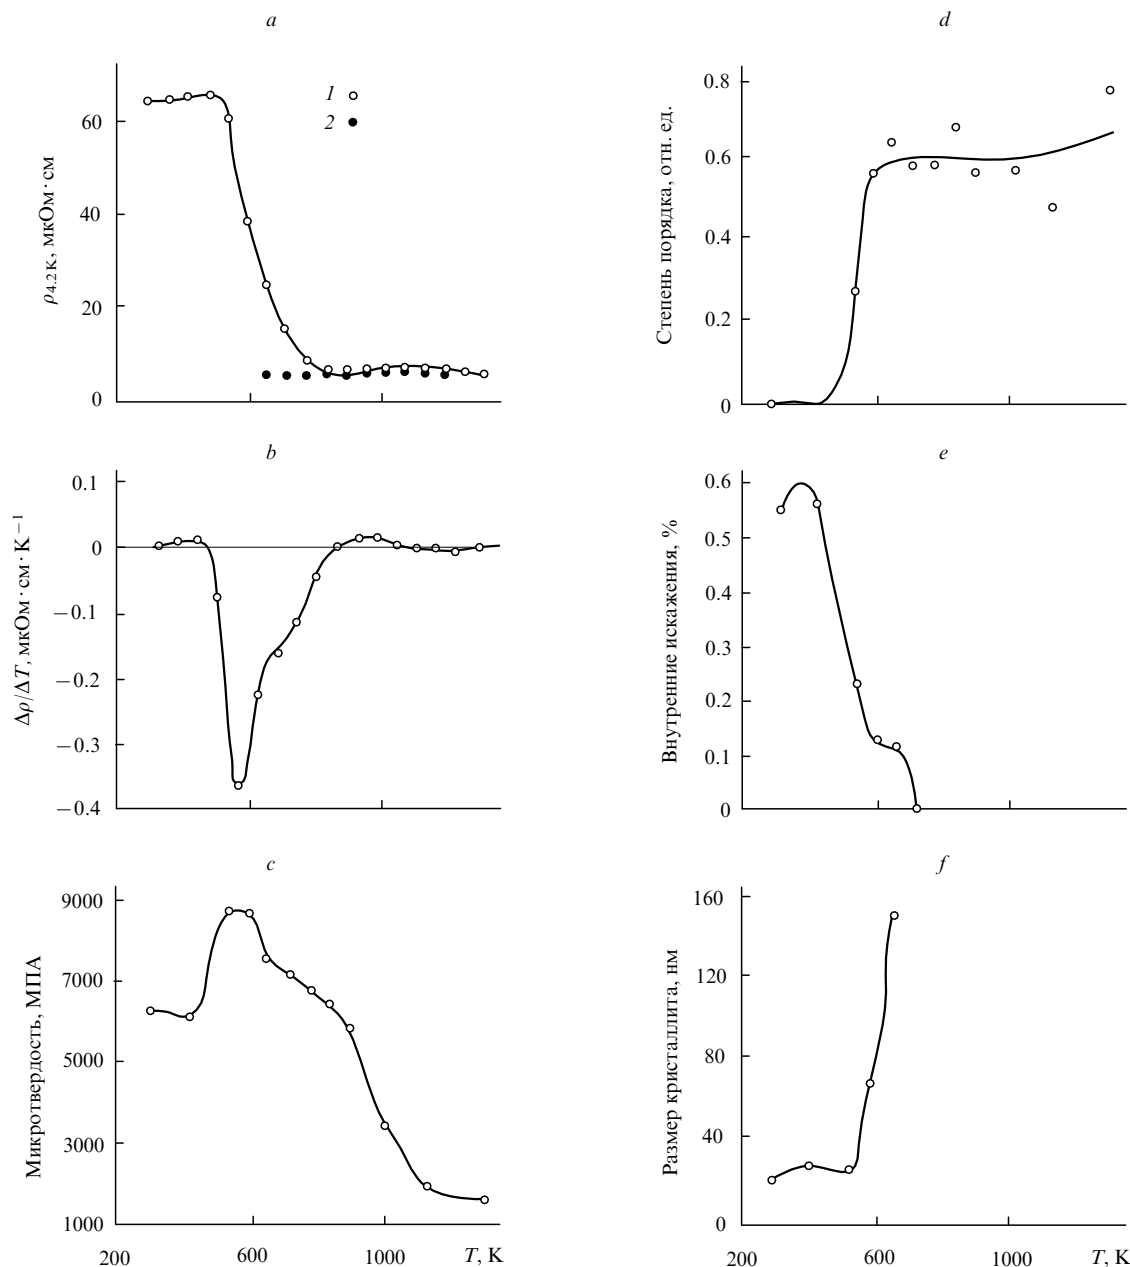 a
ρ4.2 K, мкОм·см
60
40
20
0
1
2
b
Δρ/ΔT, мкОм·см·K−1
0.1
0
−0.1
−0.2
−0.3
−0.4
c
Микротвердость, МПА
9000
7000
5000
3000
1000
200
600
1000
T, K
d
Степень порядка, отн. ед.
0.8
0.6
0.4
0.2
0
e
Внутренние искажения, %
0.6
0.5
0.4
0.3
0.2
0.1
0
f
Размер кристаллита, нм
160
120
80
40
0
200
600
1000
T, K